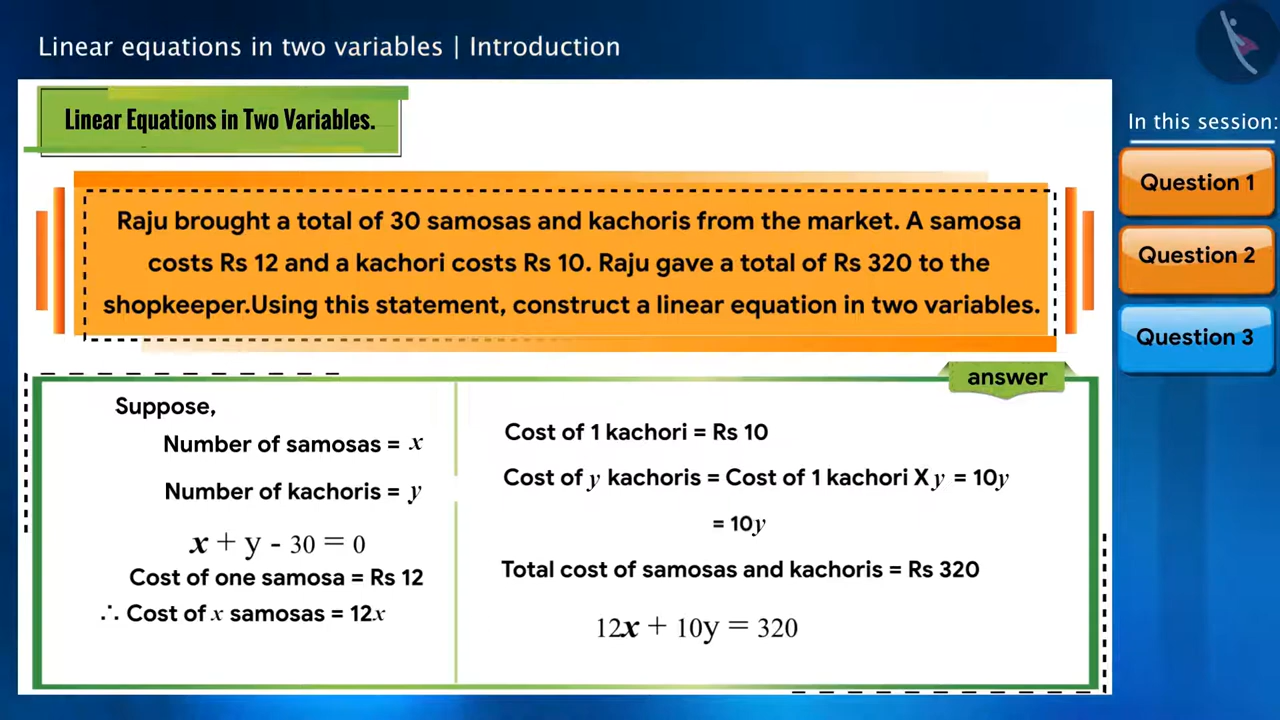 Linear equations in two variables | Introduction
Linear Equations in Two Variables.
Raju brought a total of 30 samosas and kachoris from the market. A samosa
costs Rs 12 and a kachori costs Rs 10. Raju gave a total of Rs 320 to the
shopkeeper.Using this statement, construct a linear equation in two variables.
answer
Suppose,
Number of samosas = x
Number of kachoris = y
x + y - 30 = 0
Cost of one samosa = Rs 12
∴ Cost of x samosas = 12x
Cost of 1 kachori = Rs 10
Cost of y kachoris = Cost of 1 kachori X y = 10y
= 10y
Total cost of samosas and kachoris = Rs 320
12x + 10y = 320
In this session:
Question 1
Question 2
Question 3